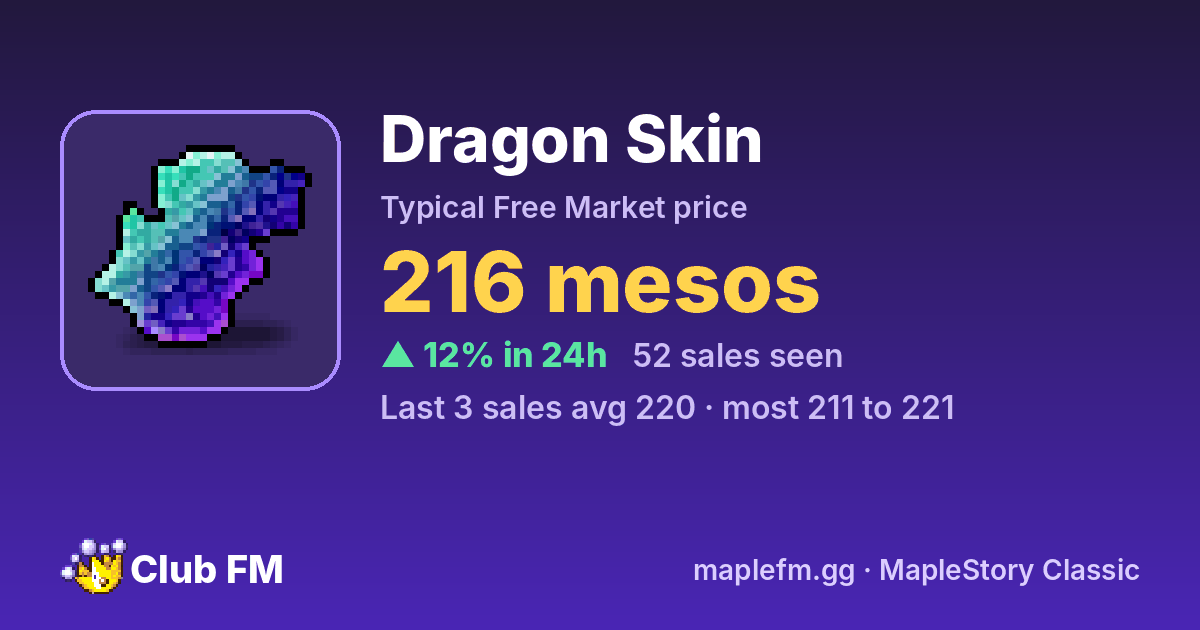 Dragon Skin
Typical Free Market price
216 mesos
▲ 12% in 24h 52 sales seen
Last 3 sales avg 220 · most 211 to 221
Club FM
maplefm.gg · MapleStory Classic